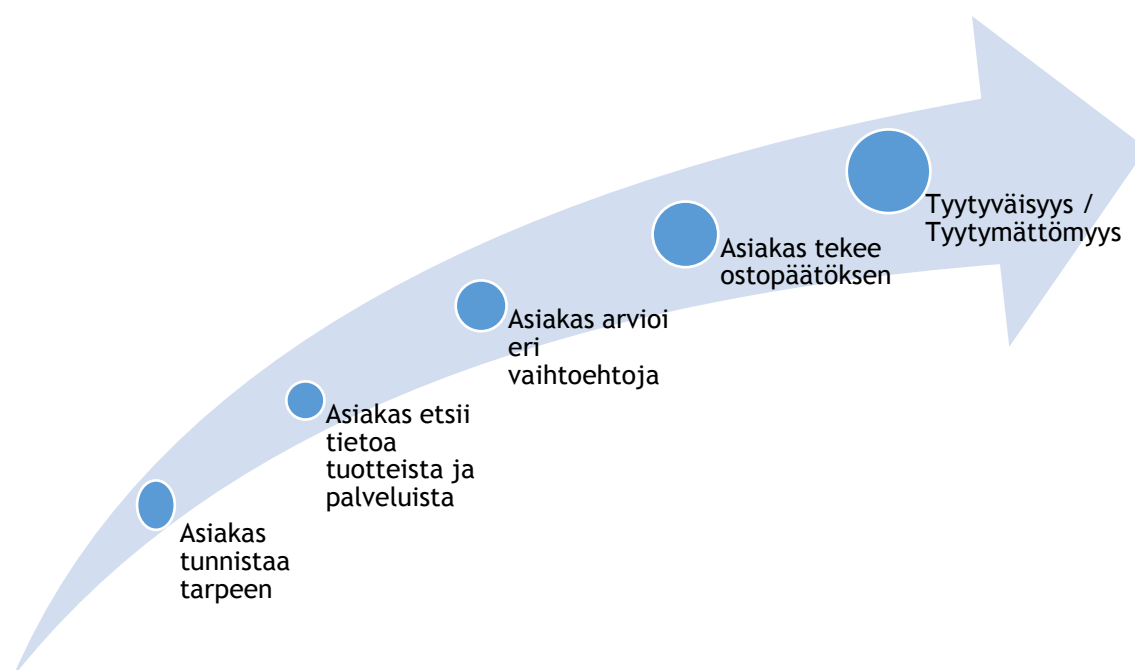 Asiakas
tunnistaa
tarpeen
Asiakas etsii
tietoa
tuotteista ja
palveluista
Asiakas arvioi
eri
vaihtoehtoja
Asiakas tekee
ostopäätöksen
Tyytyväisyys /
Tyytymättömyys